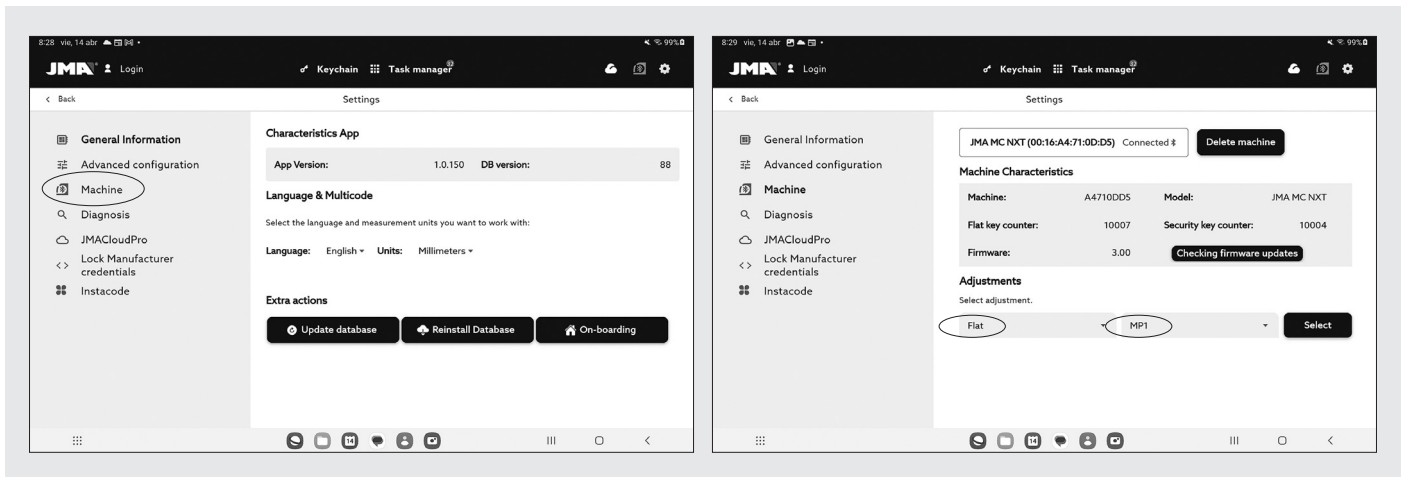 8:28 vie, 14 abr
99%
JMA Login
Keychain
Task manager 32
Back
Settings
General Information
Advanced configuration
Machine
Diagnosis
JMACloudPro
Lock Manufacturer
credentials
Instacode
Characteristics App
App Version: 1.0.150 DB version: 88
Language & Multicode
Select the language and measurement units you want to work with:
Language: English Units: Millimeters
Extra actions
Update database
Reinstall Database
On-boarding
14
8:29 vie, 14 abr
99%
JMA Login
Keychain
Task manager 32
Back
Settings
General Information
Advanced configuration
Machine
Diagnosis
JMACloudPro
Lock Manufacturer
credentials
Instacode
JMA MC NXT (00:16:A4:71:0D:D5) Connected
Delete machine
Machine Characteristics
Machine: A4710DD5 Model: JMA MC NXT
Flat key counter: 10007 Security key counter: 10004
Firmware: 3.00 Checking firmware updates
Adjustments
Select adjustment.
Flat MP1 Select
14